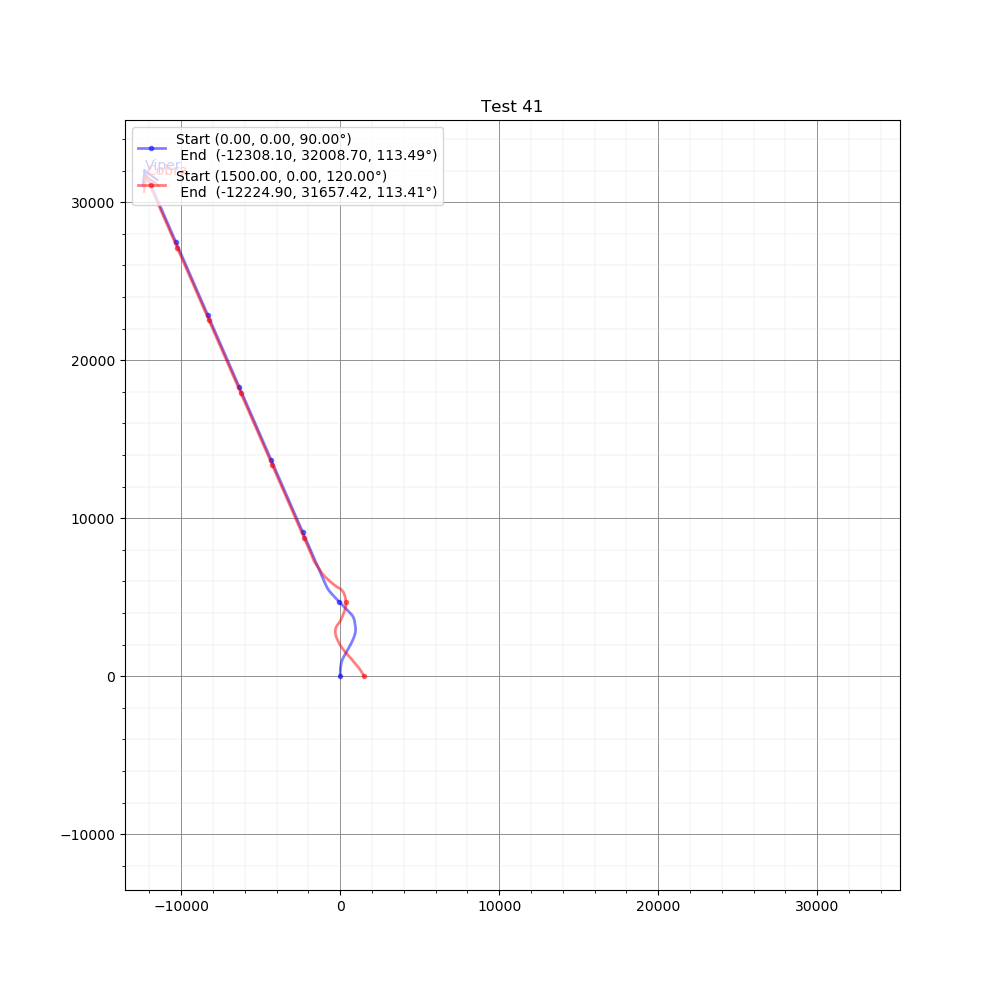 Test 41
Start (0.00, 0.00, 90.00°)
End (-12308.10, 32008.70, 113.49°)
Start (1500.00, 0.00, 120.00°)
End (-12224.90, 31657.42, 113.41°)
Viper
30000
20000
10000
0
−10000
−10000
0
10000
20000
30000